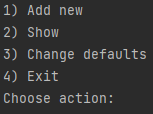 1) Add new
2) Show
3) Change defaults
4) Exit
Choose action: